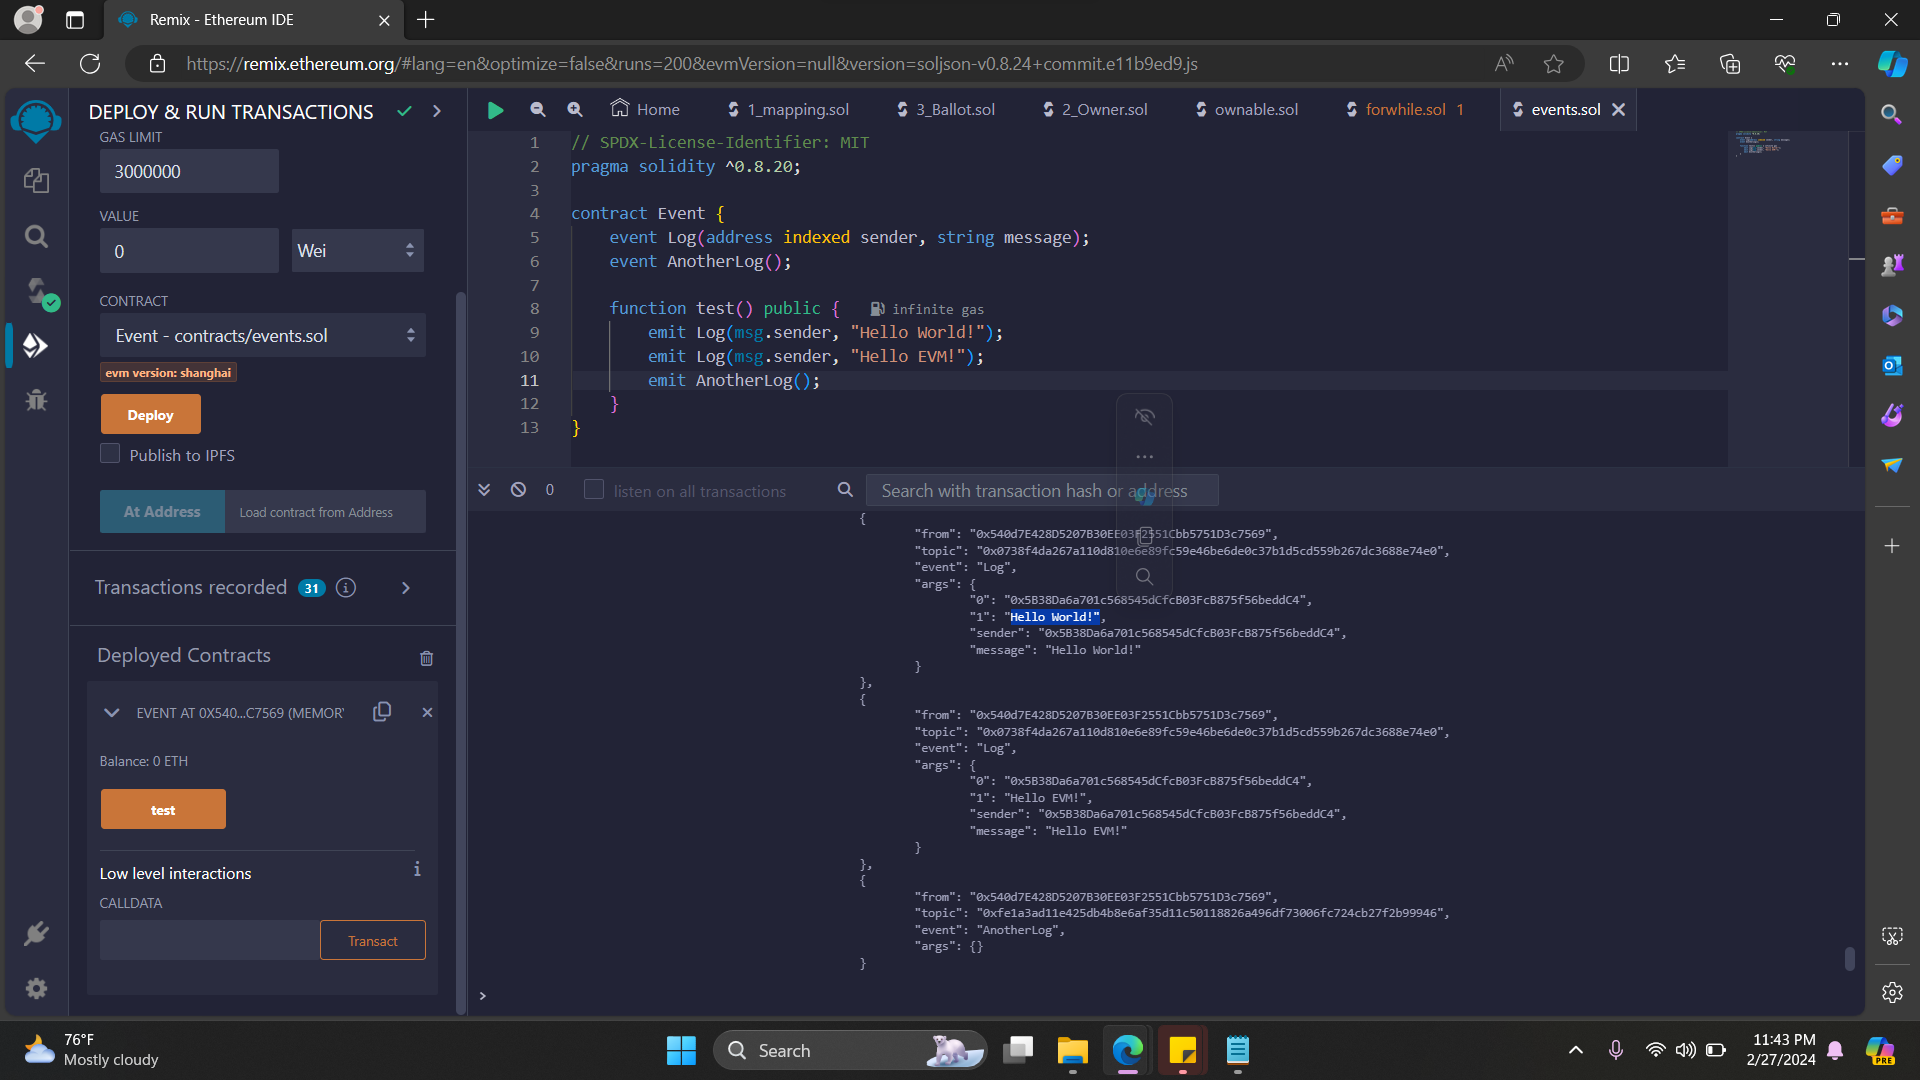 Remix - Ethereum IDE
https://remix.ethereum.org/#lang=en&optimize=false&runs=200&evmVersion=null&version=soljson-v0.8.24+commit.e11b9ed9.js
DEPLOY & RUN TRANSACTIONS
GAS LIMIT
3000000
VALUE
0
Wei
CONTRACT
Event - contracts/events.sol
evm version: shanghai
Deploy
Publish to IPFS
At Address
Load contract from Address
Transactions recorded 31
Deployed Contracts
EVENT AT 0X540...C7569 (MEMOR
Balance: 0 ETH
test
Low level interactions
CALLDATA
Transact
Home
1_mapping.sol
3_Ballot.sol
2_Owner.sol
ownable.sol
forwhile.sol 1
events.sol
1 // SPDX-License-Identifier: MIT
2 pragma solidity ^0.8.20;
3
4 contract Event {
5 event Log(address indexed sender, string message);
6 event AnotherLog();
7
8 function test() public { infinite gas
9 emit Log(msg.sender, "Hello World!");
10 emit Log(msg.sender, "Hello EVM!");
11 emit AnotherLog();
12 }
13 }
0 listen on all transactions
Search with transaction hash or address
{
"from": "0x540d7E428D5207B30EE03F2551Cbb5751D3c7569",
"topic": "0x0738f4da267a110d810e6e89fc59e46be6de0c37b1d5cd559b267dc3688e74e0",
"event": "Log",
"args": {
"0": "0x5B38Da6a701c568545dCfcB03FcB875f56beddC4",
"1": "Hello World!",
"sender": "0x5B38Da6a701c568545dCfcB03FcB875f56beddC4",
"message": "Hello World!"
}
},
{
"from": "0x540d7E428D5207B30EE03F2551Cbb5751D3c7569",
"topic": "0x0738f4da267a110d810e6e89fc59e46be6de0c37b1d5cd559b267dc3688e74e0",
"event": "Log",
"args": {
"0": "0x5B38Da6a701c568545dCfcB03FcB875f56beddC4",
"1": "Hello EVM!",
"sender": "0x5B38Da6a701c568545dCfcB03FcB875f56beddC4",
"message": "Hello EVM!"
}
},
{
"from": "0x540d7E428D5207B30EE03F2551Cbb5751D3c7569",
"topic": "0xfe1a3ad11e425db4b8e6af35d11c50118826a496df73006fc724cb27f2b99946",
"event": "AnotherLog",
"args": {}
}
>
76°F
Mostly cloudy
Search
11:43 PM
2/27/2024
PRE